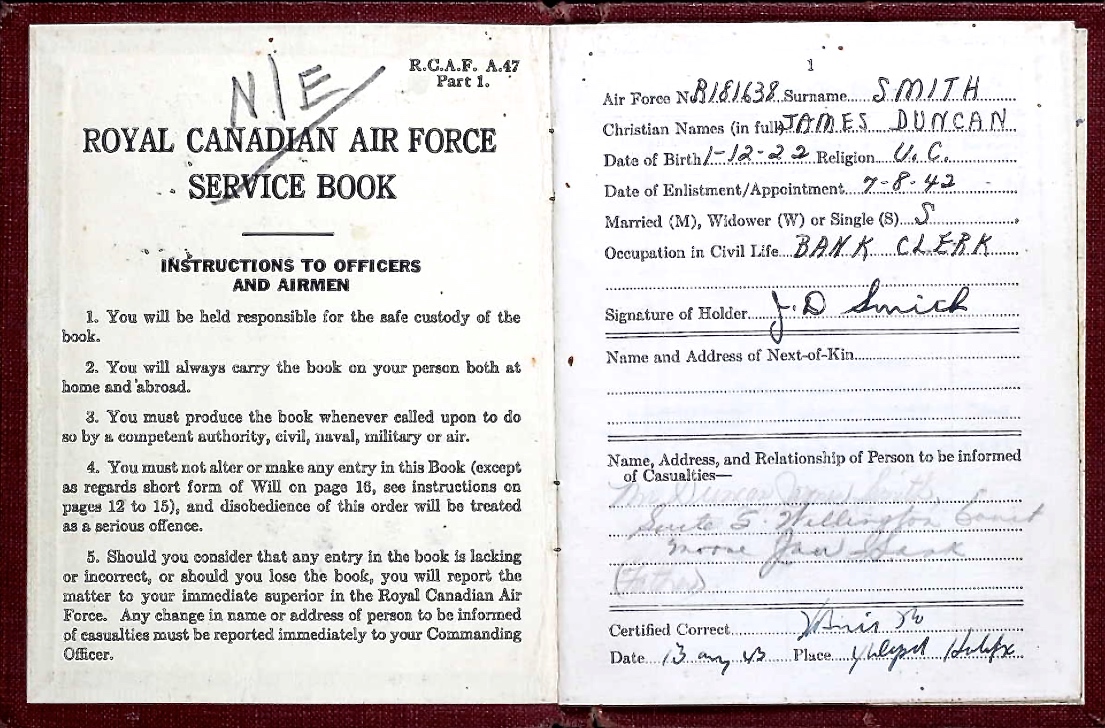 N/E
R.C.A.F. A.47
Part 1.
ROYAL CANADIAN AIR FORCE
SERVICE BOOK
INSTRUCTIONS TO OFFICERS
AND AIRMEN
1. You will be held responsible for the safe custody of the
book.
2. You will always carry the book on your person both at
home and abroad.
3. You must produce the book whenever called upon to do
so by a competent authority, civil, naval, military or air.
4. You must not alter or make any entry in this Book (except
as regards short form of Will on page 16, see instructions on
pages 12 to 15), and disobedience of this order will be treated
as a serious offence.
5. Should you consider that any entry in the book is lacking
or incorrect, or should you lose the book, you will report the
matter to your immediate superior in the Royal Canadian Air
Force. Any change in name or address of person to be informed
of casualties must be reported immediately to your Commanding
Officer.
1
Air Force No R181638 Surname SMITH
Christian Names (in full) JAMES DUNCAN
Date of Birth 1-12-22 Religion U.C.
Date of Enlistment/Appointment 7-8-42
Married (M), Widower (W) or Single (S) S
Occupation in Civil Life BANK CLERK
Signature of Holder J. D Smith
Name and Address of Next-of-Kin
Name, Address, and Relationship of Person to be informed
of Casualties—
Mr Duncan James Smith,
Suite 5. Wellington Court
Moose Jaw Sask
(Father)
Certified Correct
Date 13 43 Place Halifx